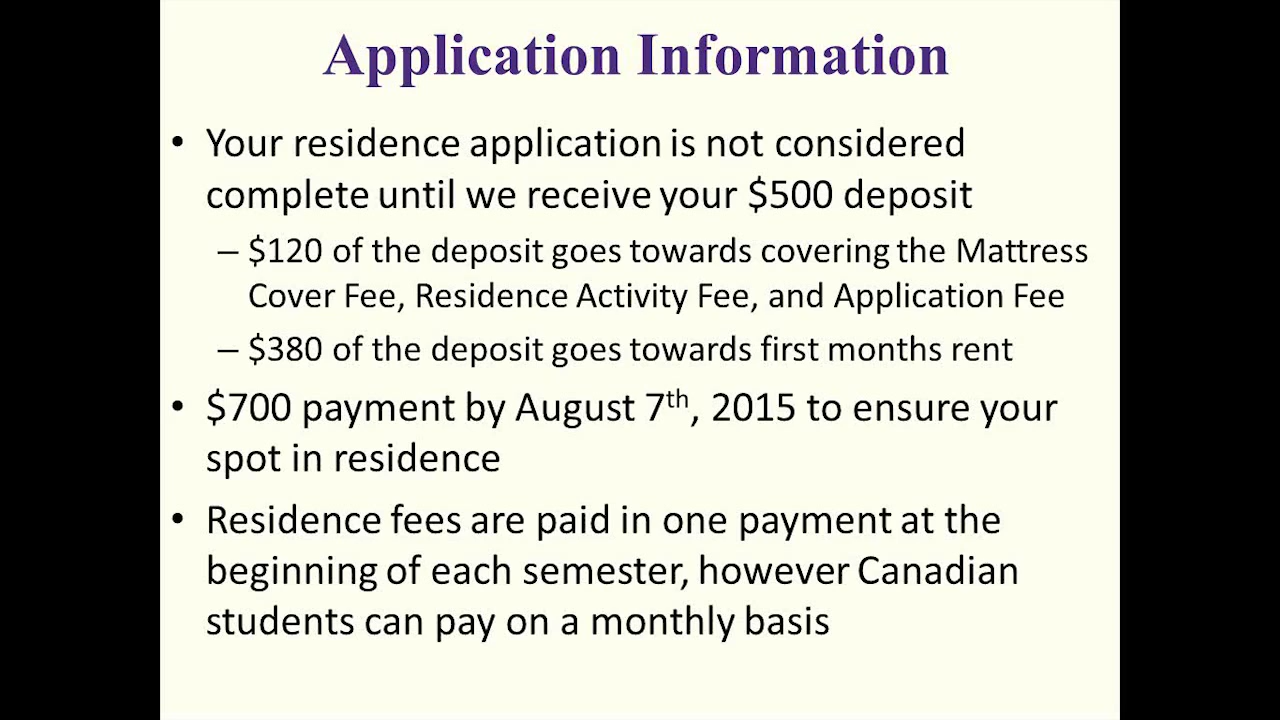 Application Information
• Your residence application is not considered
complete until we receive your $500 deposit
– $120 of the deposit goes towards covering the Mattress
Cover Fee, Residence Activity Fee, and Application Fee
– $380 of the deposit goes towards first months rent
• $700 payment by August 7th, 2015 to ensure your
spot in residence
• Residence fees are paid in one payment at the
beginning of each semester, however Canadian
students can pay on a monthly basis